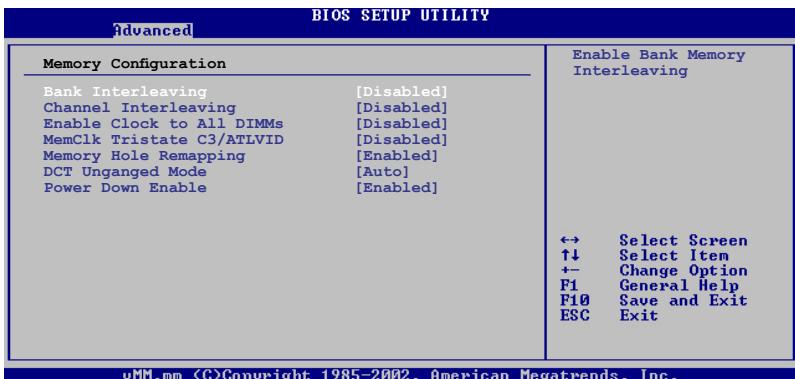 BIOS SETUP UTILITY
Advanced
Memory Configuration
Bank Interleaving [Disabled]
Channel Interleaving [Disabled]
Enable Clock to All DIMMs [Disabled]
MemClk Tristate C3/ATLVID [Disabled]
Memory Hole Remapping [Enabled]
DCT Unganged Mode [Auto]
Power Down Enable [Enabled]
Enable Bank Memory
Interleaving
←→ Select Screen
↑↓ Select Item
+- Change Option
F1 General Help
F10 Save and Exit
ESC Exit
vMM.mm (C)Copyright 1985-2002, American Megatrends, Inc.